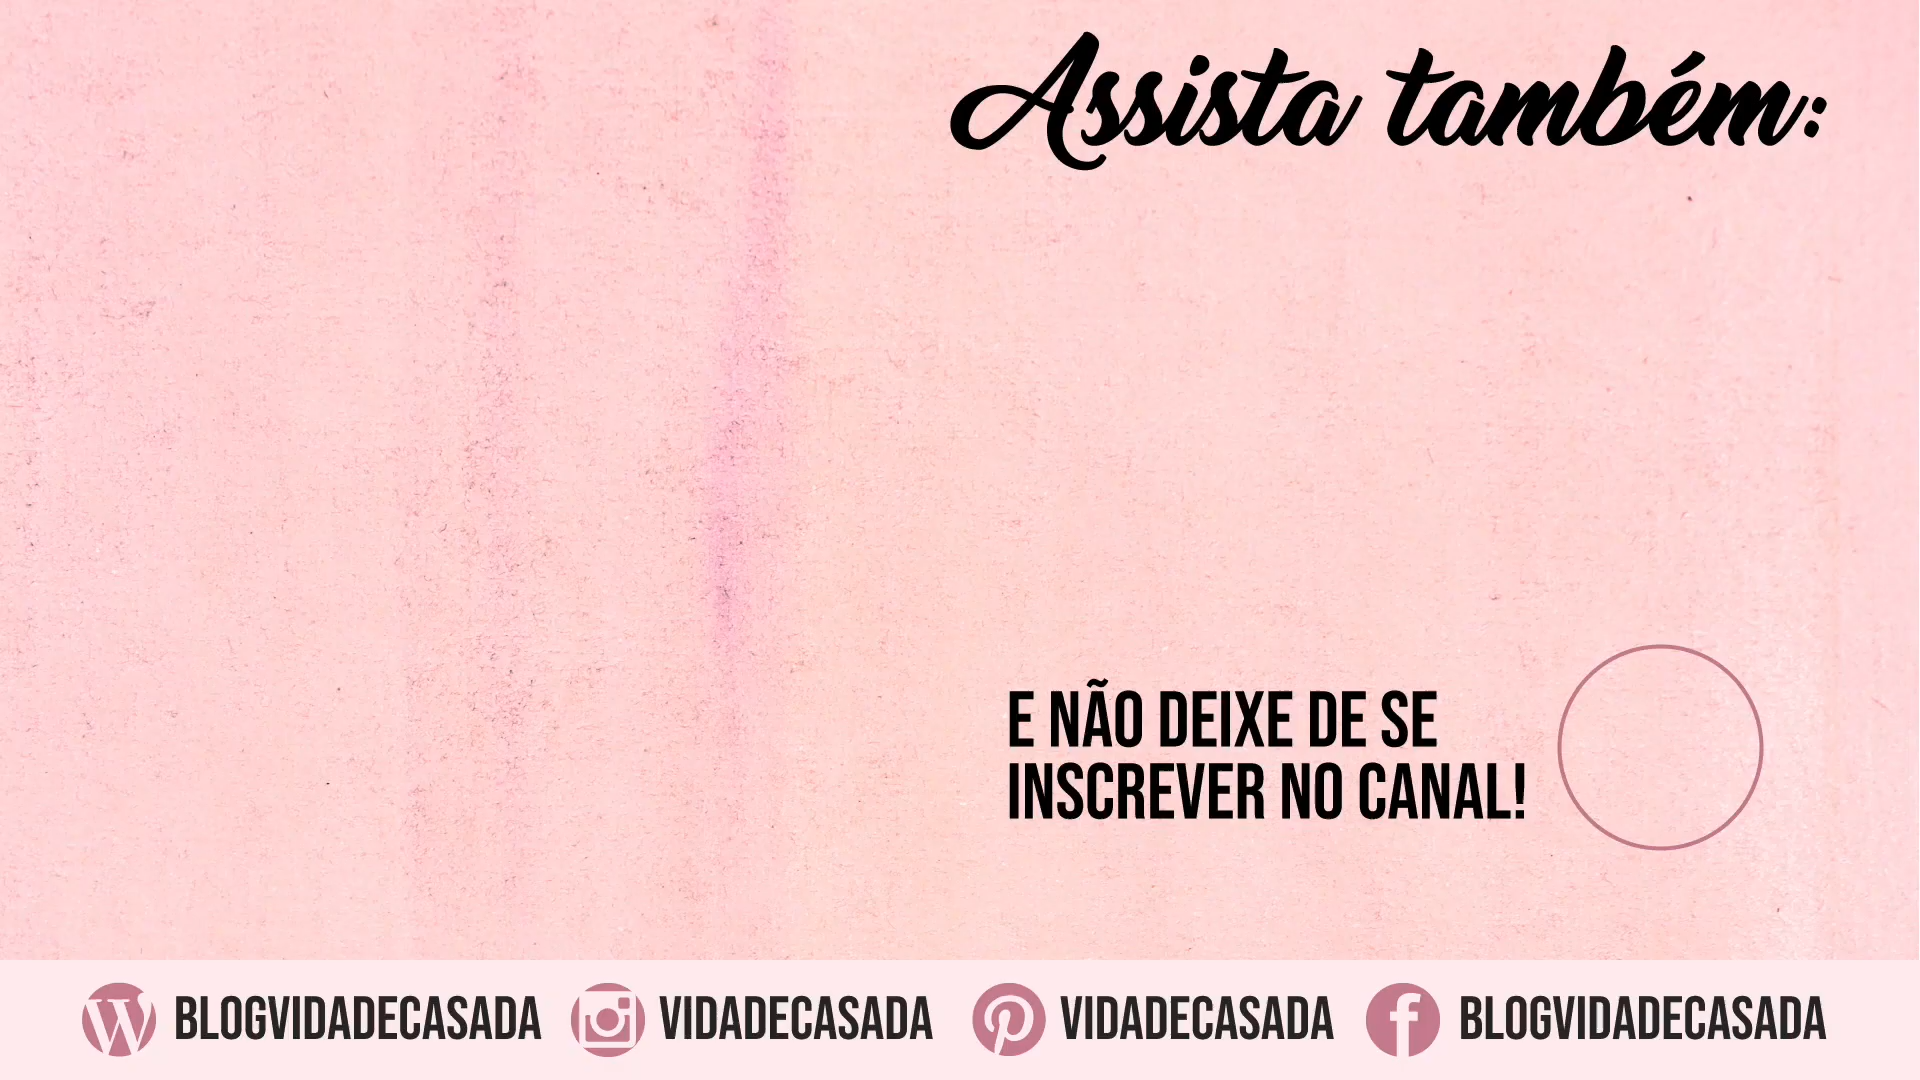 Assista também:
E NÃO DEIXE DE SE
INSCREVER NO CANAL!
BLOGVIDADECASADA VIDADECASADA VIDADECASADA BLOGVIDADECASADA